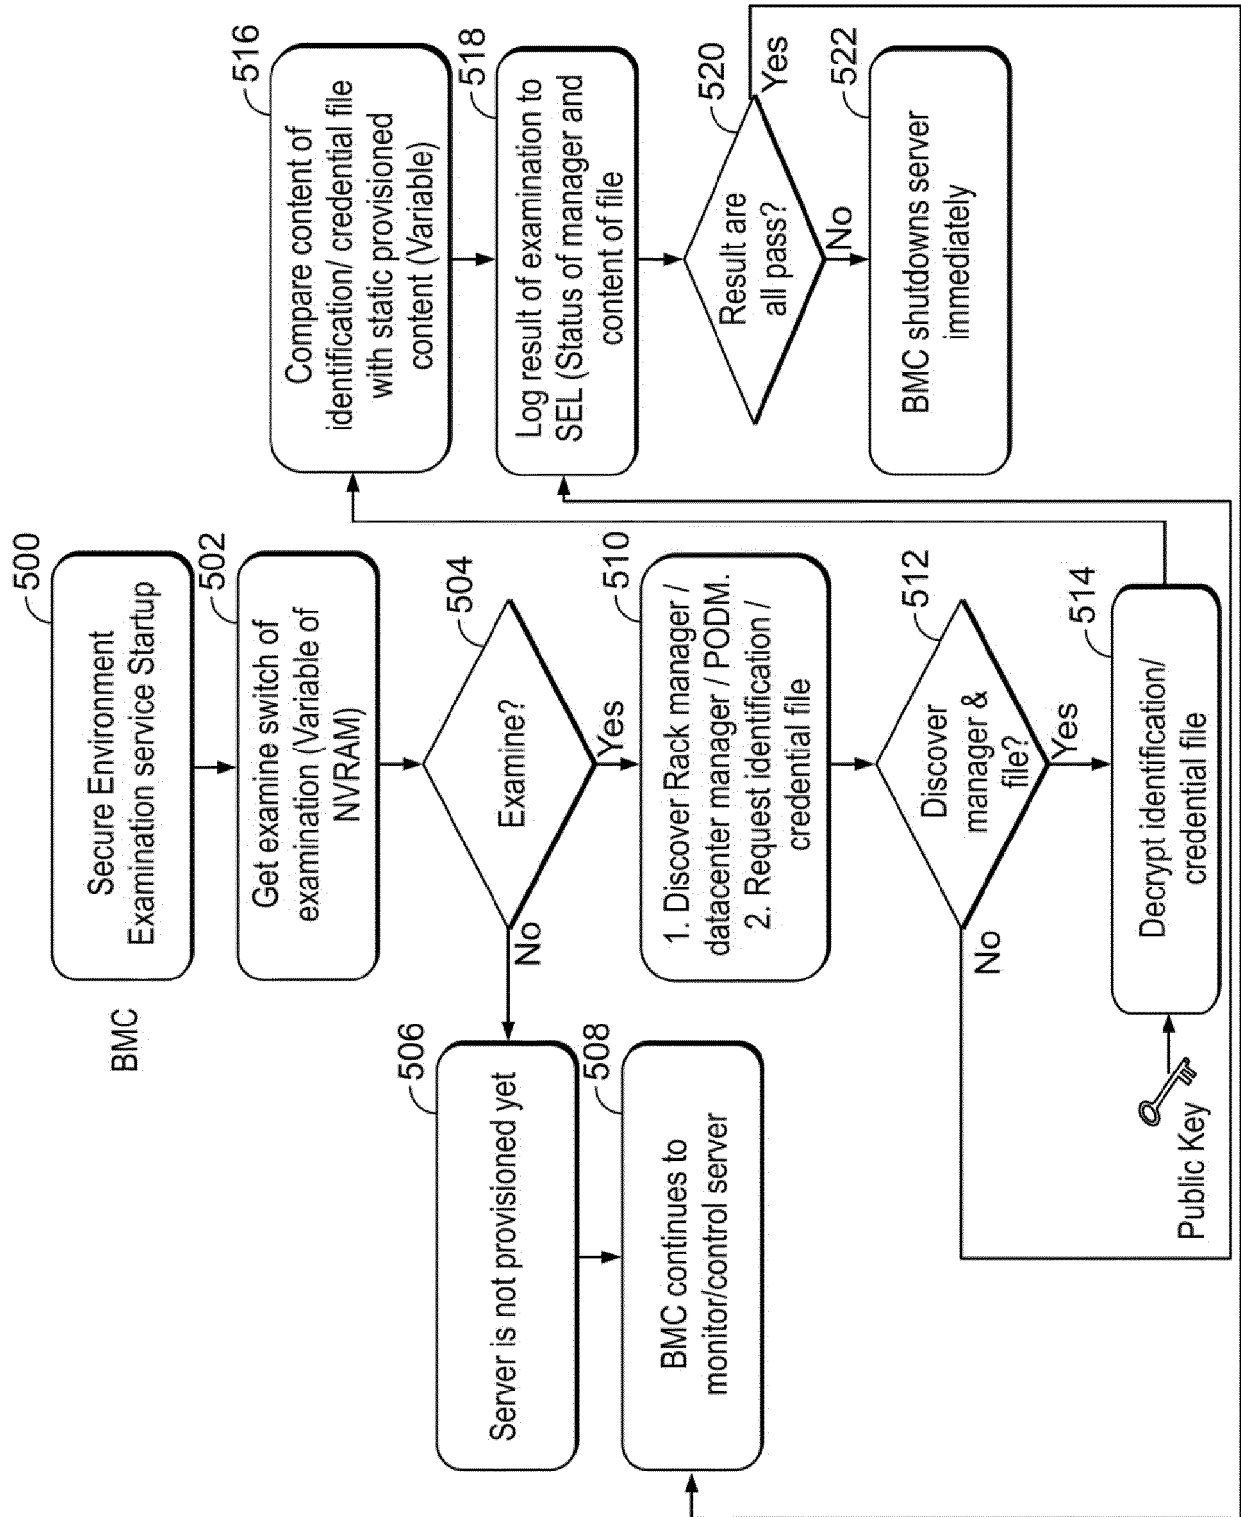 BMC
500
Secure Environment
Examination service Startup
502
Get examine switch of
examination (Variable of
NVRAM)
504
Examine?
No
Yes
506
Server is not provisioned yet
508
BMC continues to
monitor/control server
510
1. Discover Rack manager /
datacenter manager / PODM.
2. Request identification /
credential file
512
Discover
manager &
file?
No
Yes
514
Decrypt identification/
credential file
Public Key
516
Compare content of
identification/ credential file
with static provisioned
content (Variable)
518
Log result of examination to
SEL (Status of manager and
content of file
520
Result are
all pass?
Yes
No
522
BMC shutdowns server
immediately